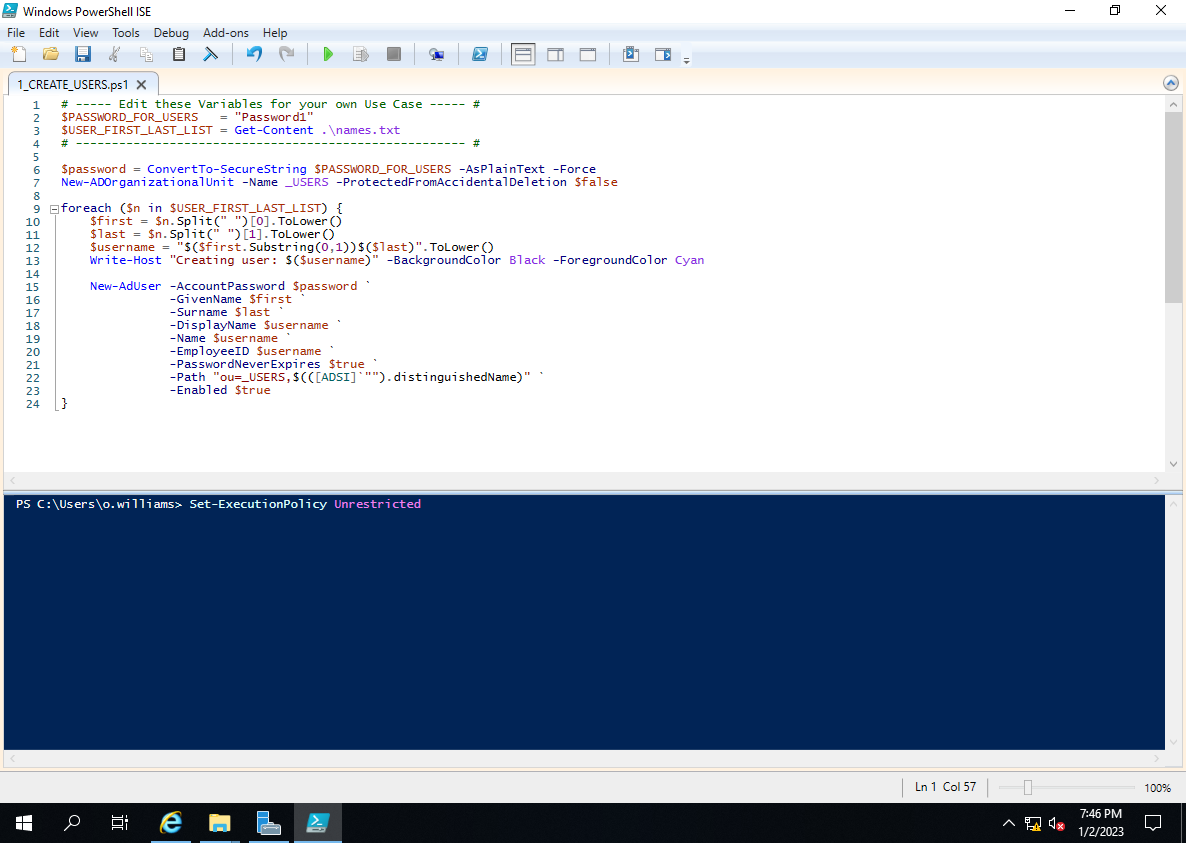 Windows PowerShell ISE
File Edit View Tools Debug Add-ons Help
1_CREATE_USERS.ps1
1 # ----- Edit these Variables for your own Use Case ----- #
2 $PASSWORD_FOR_USERS   = "Password1"
3 $USER_FIRST_LAST_LIST = Get-Content .\names.txt
4 # ------------------------------------------------------ #
5
6 $password = ConvertTo-SecureString $PASSWORD_FOR_USERS -AsPlainText -Force
7 New-ADOrganizationalUnit -Name _USERS -ProtectedFromAccidentalDeletion $false
8
9 foreach ($n in $USER_FIRST_LAST_LIST) {
10     $first = $n.Split(" ")[0].ToLower()
11     $last = $n.Split(" ")[1].ToLower()
12     $username = "$($first.Substring(0,1))$($last)".ToLower()
13     Write-Host "Creating user: $($username)" -BackgroundColor Black -ForegroundColor Cyan
14
15     New-AdUser -AccountPassword $password `
16                -GivenName $first `
17                -Surname $last `
18                -DisplayName $username `
19                -Name $username `
20                -EmployeeID $username `
21                -PasswordNeverExpires $true `
22                -Path "ou=_USERS,$(([ADSI]`"").distinguishedName)" `
23                -Enabled $true
24 }
PS C:\Users\o.williams> Set-ExecutionPolicy Unrestricted
Ln 1 Col 57
100%
7:46 PM
1/2/2023